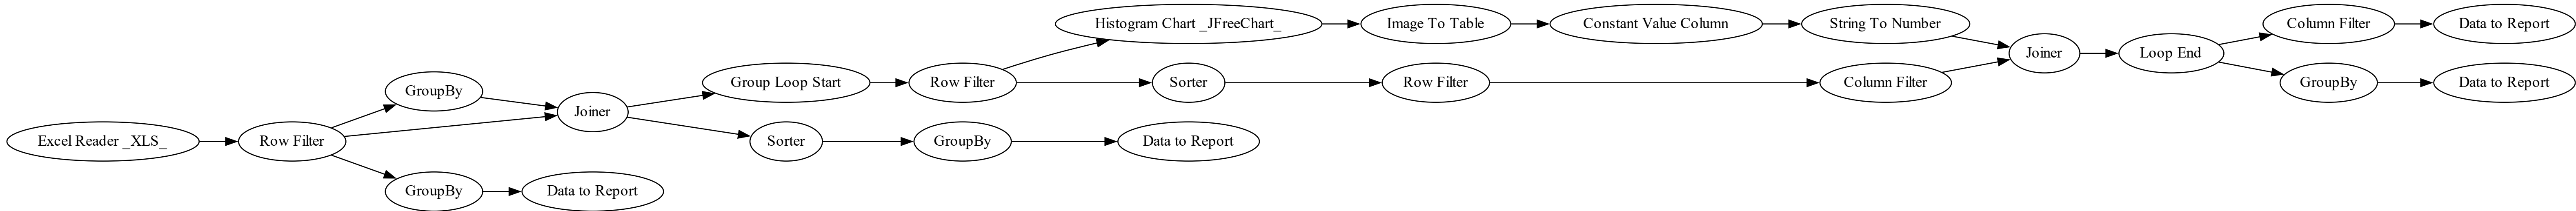 Histogram Chart _JFreeChart_
Image To Table
Constant Value Column
String To Number
Column Filter
Data to Report
Joiner
Loop End
GroupBy
Group Loop Start
Row Filter
Sorter
Row Filter
Column Filter
GroupBy
Data to Report
Joiner
Excel Reader _XLS_
Row Filter
Sorter
GroupBy
Data to Report
GroupBy
Data to Report